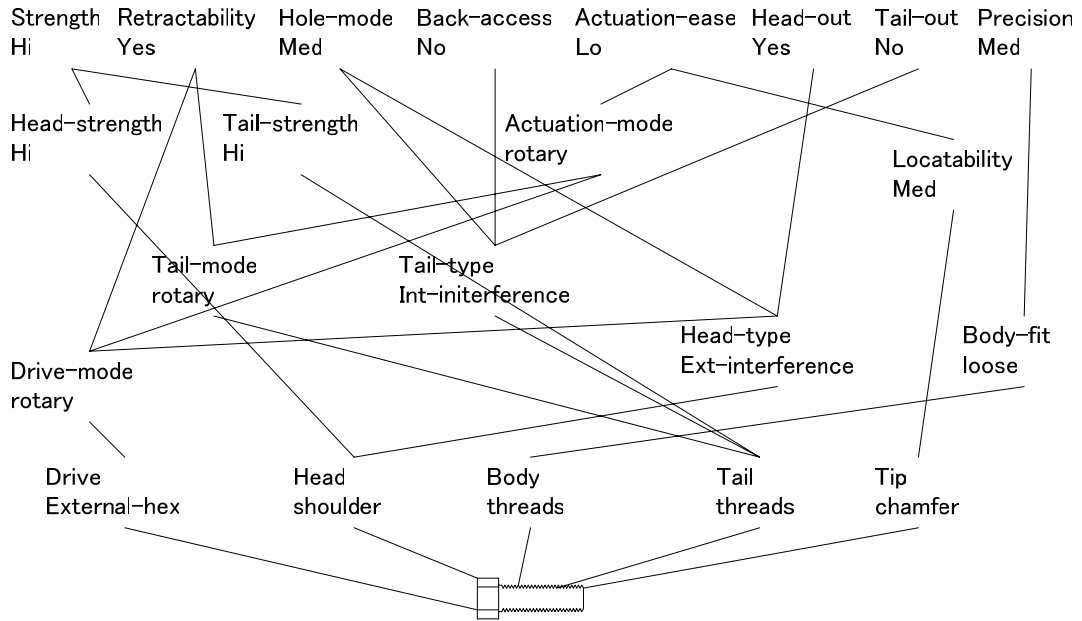 Strength Retractability Hole-mode Back-access Actuation-ease Head-out Tail-out Precision
Hi Yes Med No Lo Yes No Med
Head-strength Tail-strength Actuation-mode
Hi Hi rotary
Locatability
Med
Tail-mode Tail-type
rotary Int-initerference
Head-type Body-fit
Ext-interference loose
Drive-mode
rotary
Drive Head Body Tail Tip
External-hex shoulder threads threads chamfer